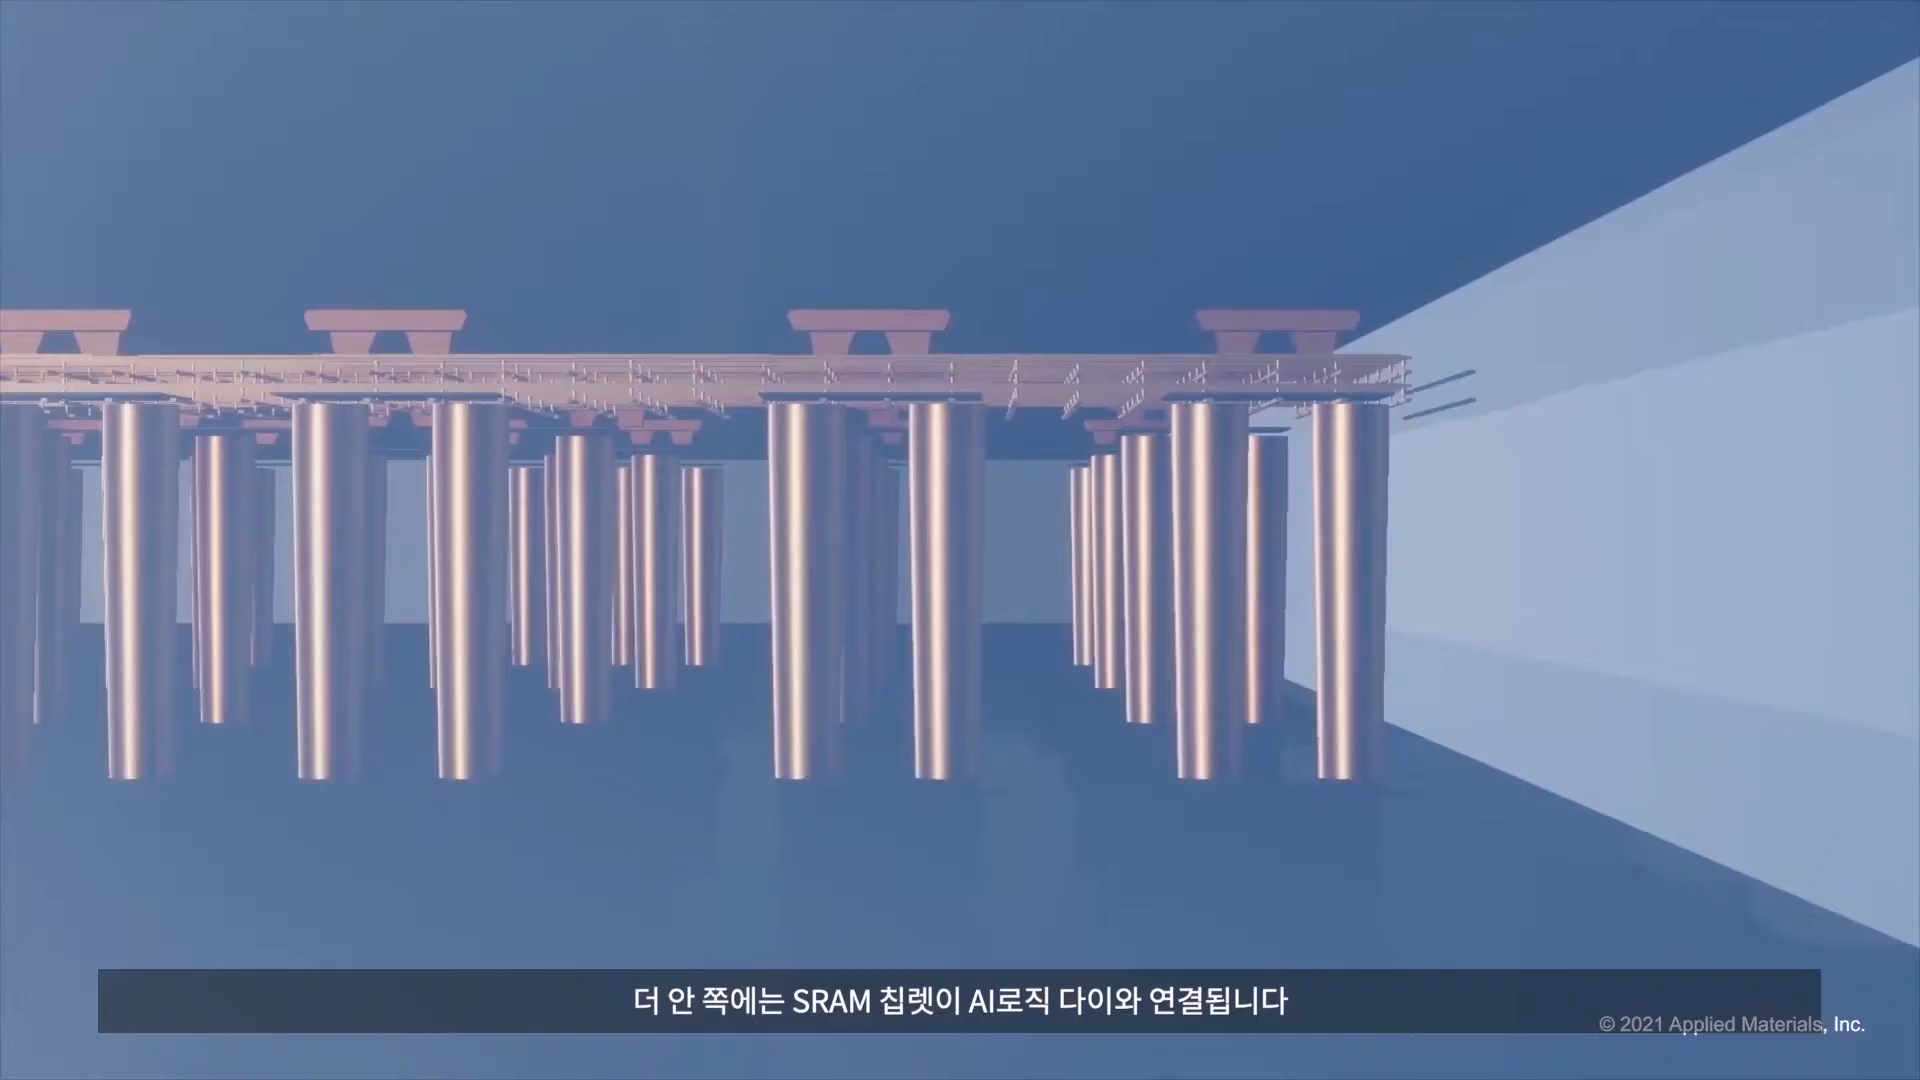 더 안 쪽에는 SRAM 칩렛이 AI로직 다이와 연결됩니다
© 2021 Applied Materials, Inc.